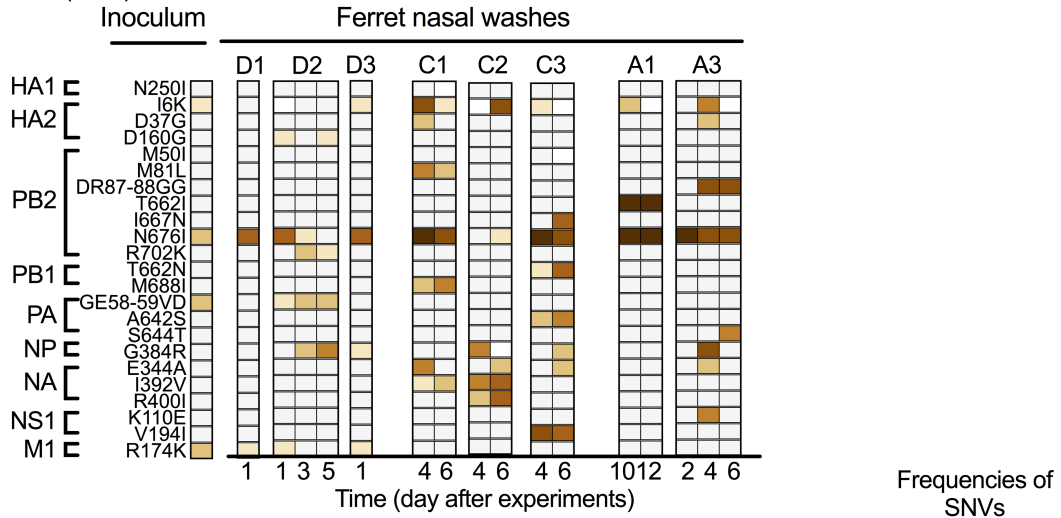 Inoculum
Ferret nasal washes
D1 D2 D3 C1 C2 C3 A1 A3
HA1 N250I
HA2 I6K
D37G
D160G
PB2 M50I
M81L
DR87-88GG
T662I
I667N
N676I
R702K
PB1 T662N
M688I
PA GE58-59VD
A642S
S644T
NP G384R
NA E344A
I392V
R400I
NS1 K110E
V194I
M1 R174K
1 1 3 5 1 4 6 4 6 4 6 10 12 2 4 6
Time (day after experiments)
Frequencies of
SNVs